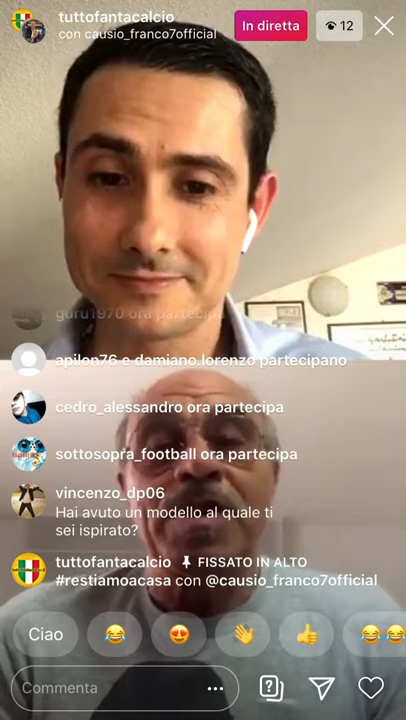 tuttofantacalcio
con causio_franco7official
In diretta
12
guru1970 ora partecipa
apilon76 e damiano.lorenzo partecipano
cedro_alessandro ora partecipa
sottosopra_football ora partecipa
vincenzo_dp06
Hai avuto un modello al quale ti
sei ispirato?
tuttofantacalcio FISSATO IN ALTO
#restiamoacasa con @causio_franco7official
Ciao
Commenta